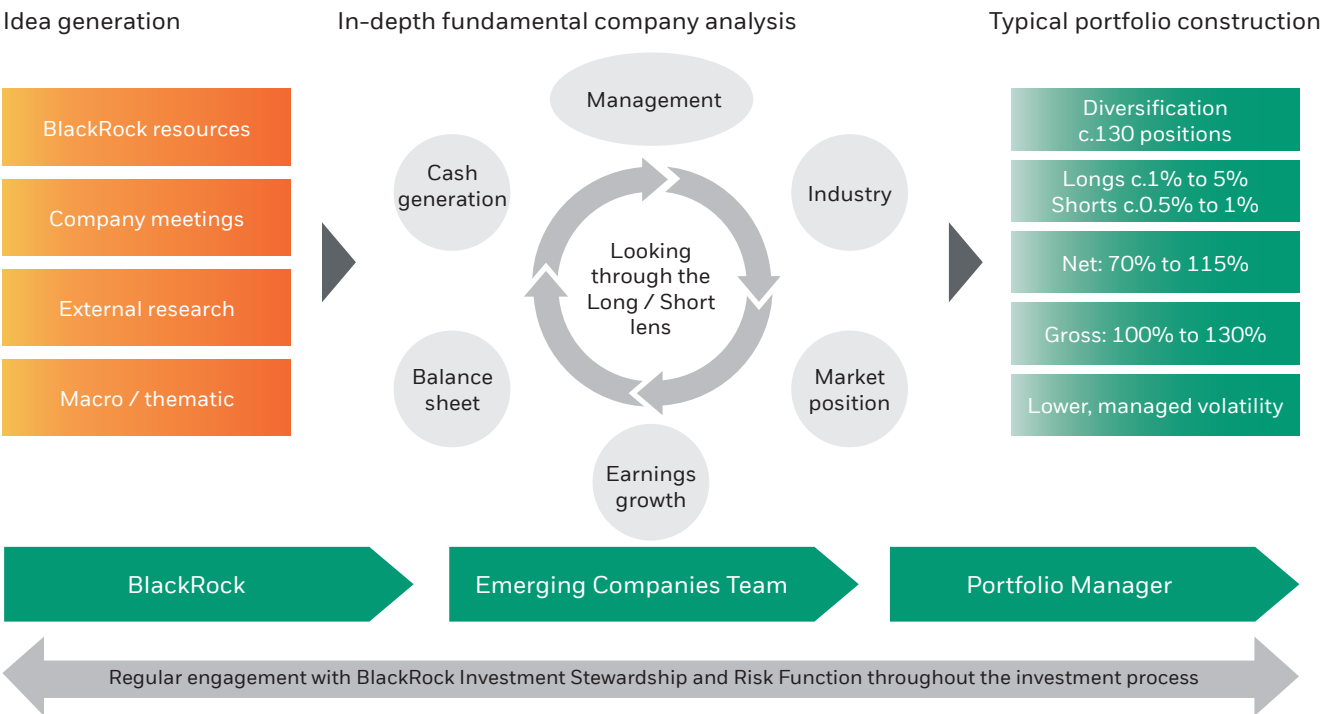 Idea generation
In-depth fundamental company analysis
Typical portfolio construction
BlackRock resources
Company meetings
External research
Macro / thematic
Management
Cash
generation
Industry
Looking
through the
Long / Short
lens
Balance
sheet
Market
position
Earnings
growth
Diversification
c.130 positions
Longs c.1% to 5%
Shorts c.0.5% to 1%
Net: 70% to 115%
Gross: 100% to 130%
Lower, managed volatility
BlackRock
Emerging Companies Team
Portfolio Manager
Regular engagement with BlackRock Investment Stewardship and Risk Function throughout the investment process